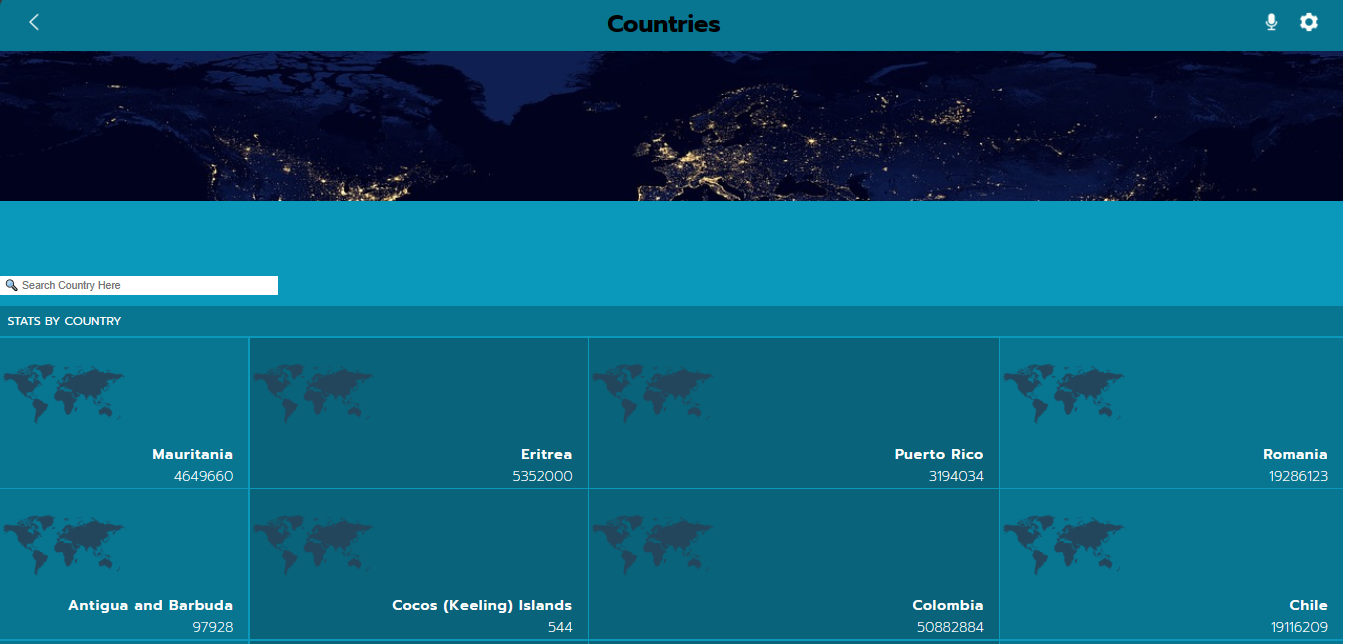 Countries
Search Country Here
STATS BY COUNTRY
Mauritania
4649660
Eritrea
5352000
Puerto Rico
3194034
Romania
19286123
Antigua and Barbuda
97928
Cocos (Keeling) Islands
544
Colombia
50882884
Chile
19116209